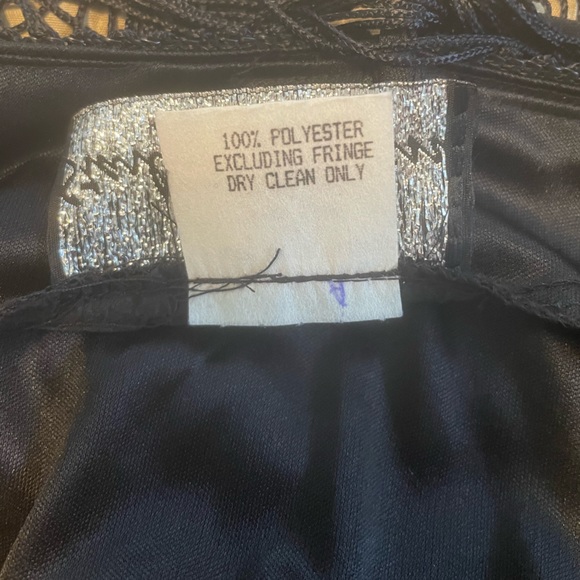 100% POLYESTER
EXCLUDING FRINGE
DRY CLEAN ONLY